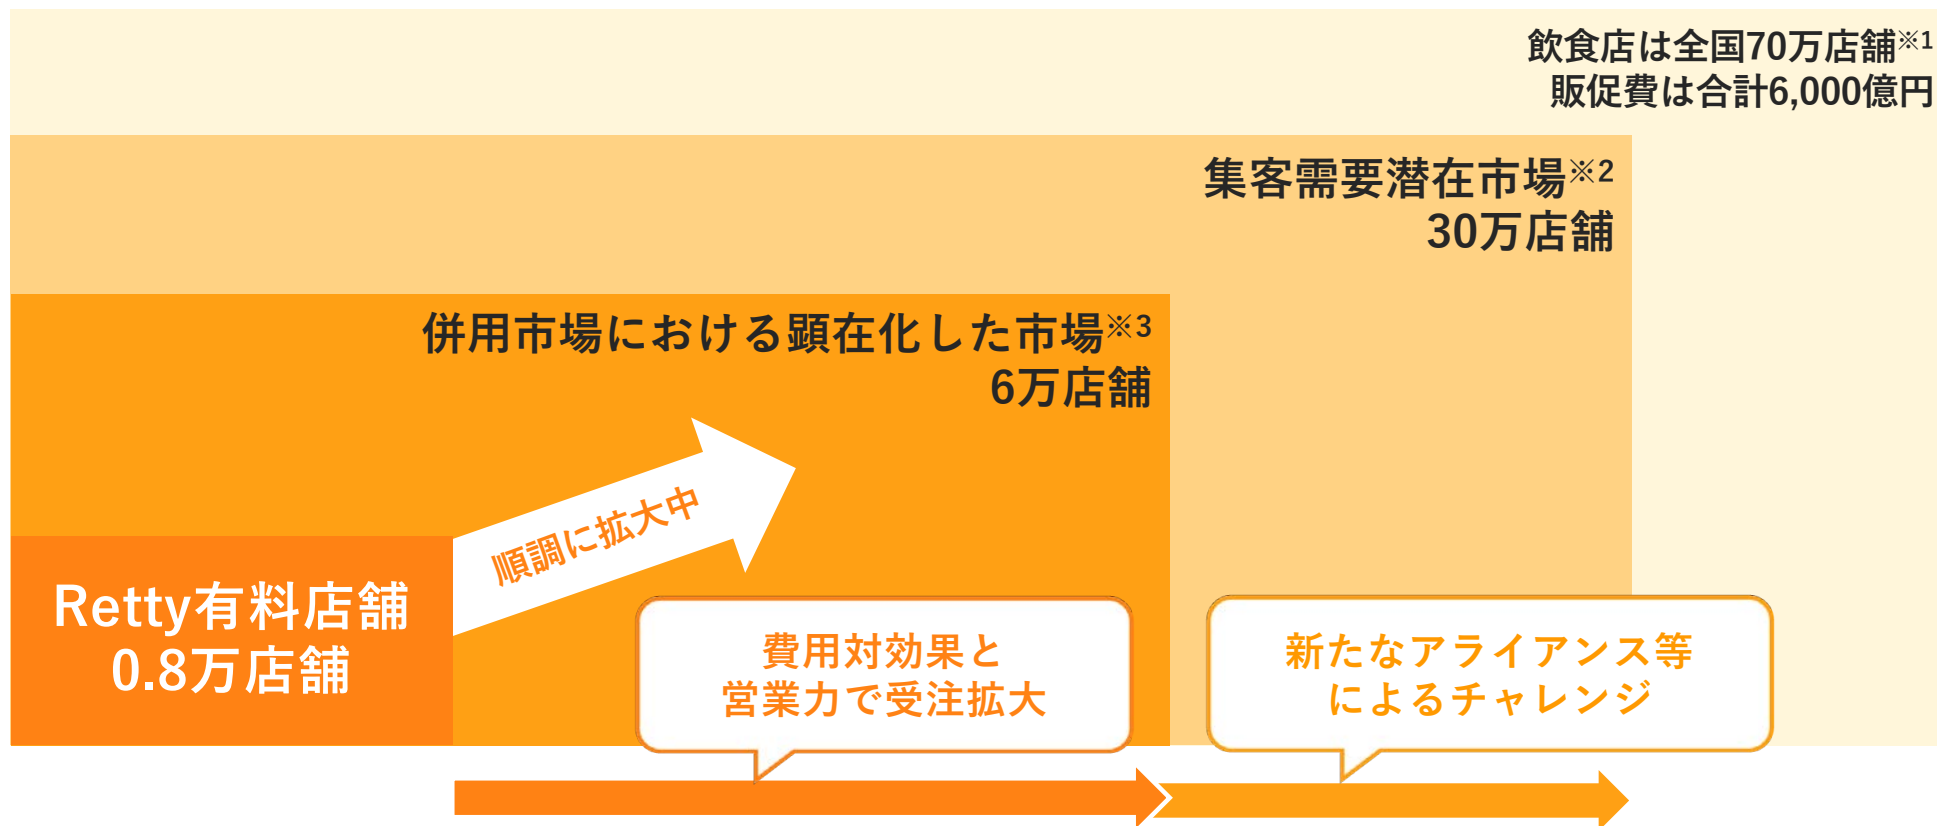 飲食店は全国70万店舗※1
販促費は合計6,000億円
集客需要潜在市場※2
30万店舗
併用市場における顕在化した市場※3
6万店舗
順調に拡大中
Retty有料店舗
0.8万店舗
費用対効果と
営業力で受注拡大
新たなアライアンス等
によるチャレンジ